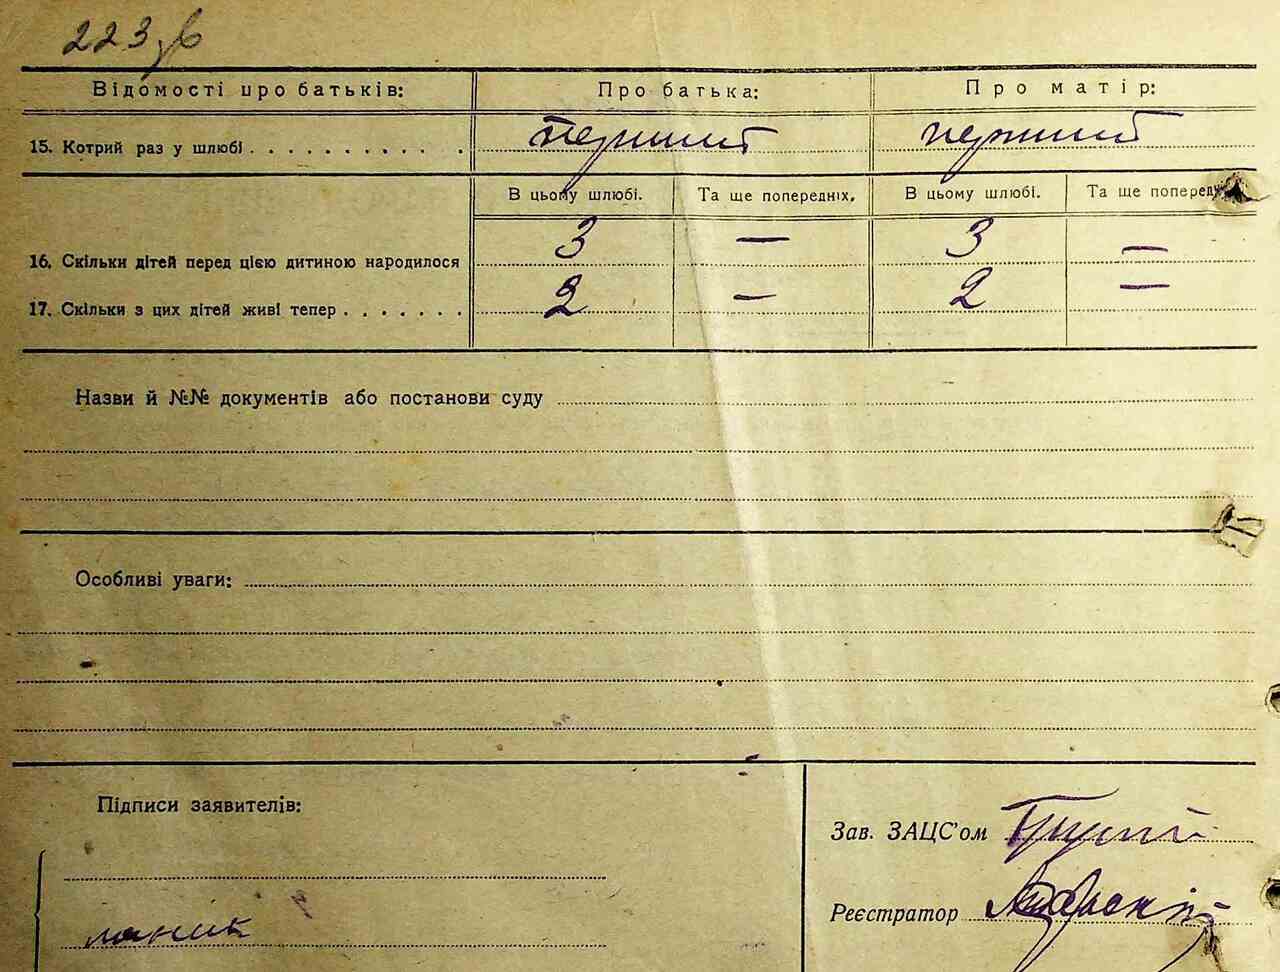 223 зв
Відомості про батьків: Про батька: Про матір:
15. Котрий раз у шлюбі . . . . . . . . . . . перший перший
В цьому шлюбі. Та ще попередніх. В цьому шлюбі. Та ще поперед
16. Скільки дітей перед цією дитиною народилося 3 — 3 —
17. Скільки з цих дітей живі тепер . . . . . . . 2 — 2 —
Назви й №№ документів або постанови суду
Особливі уваги:
Підписи заявителів:
Зав. ЗАЦС'ом
Реєстратор